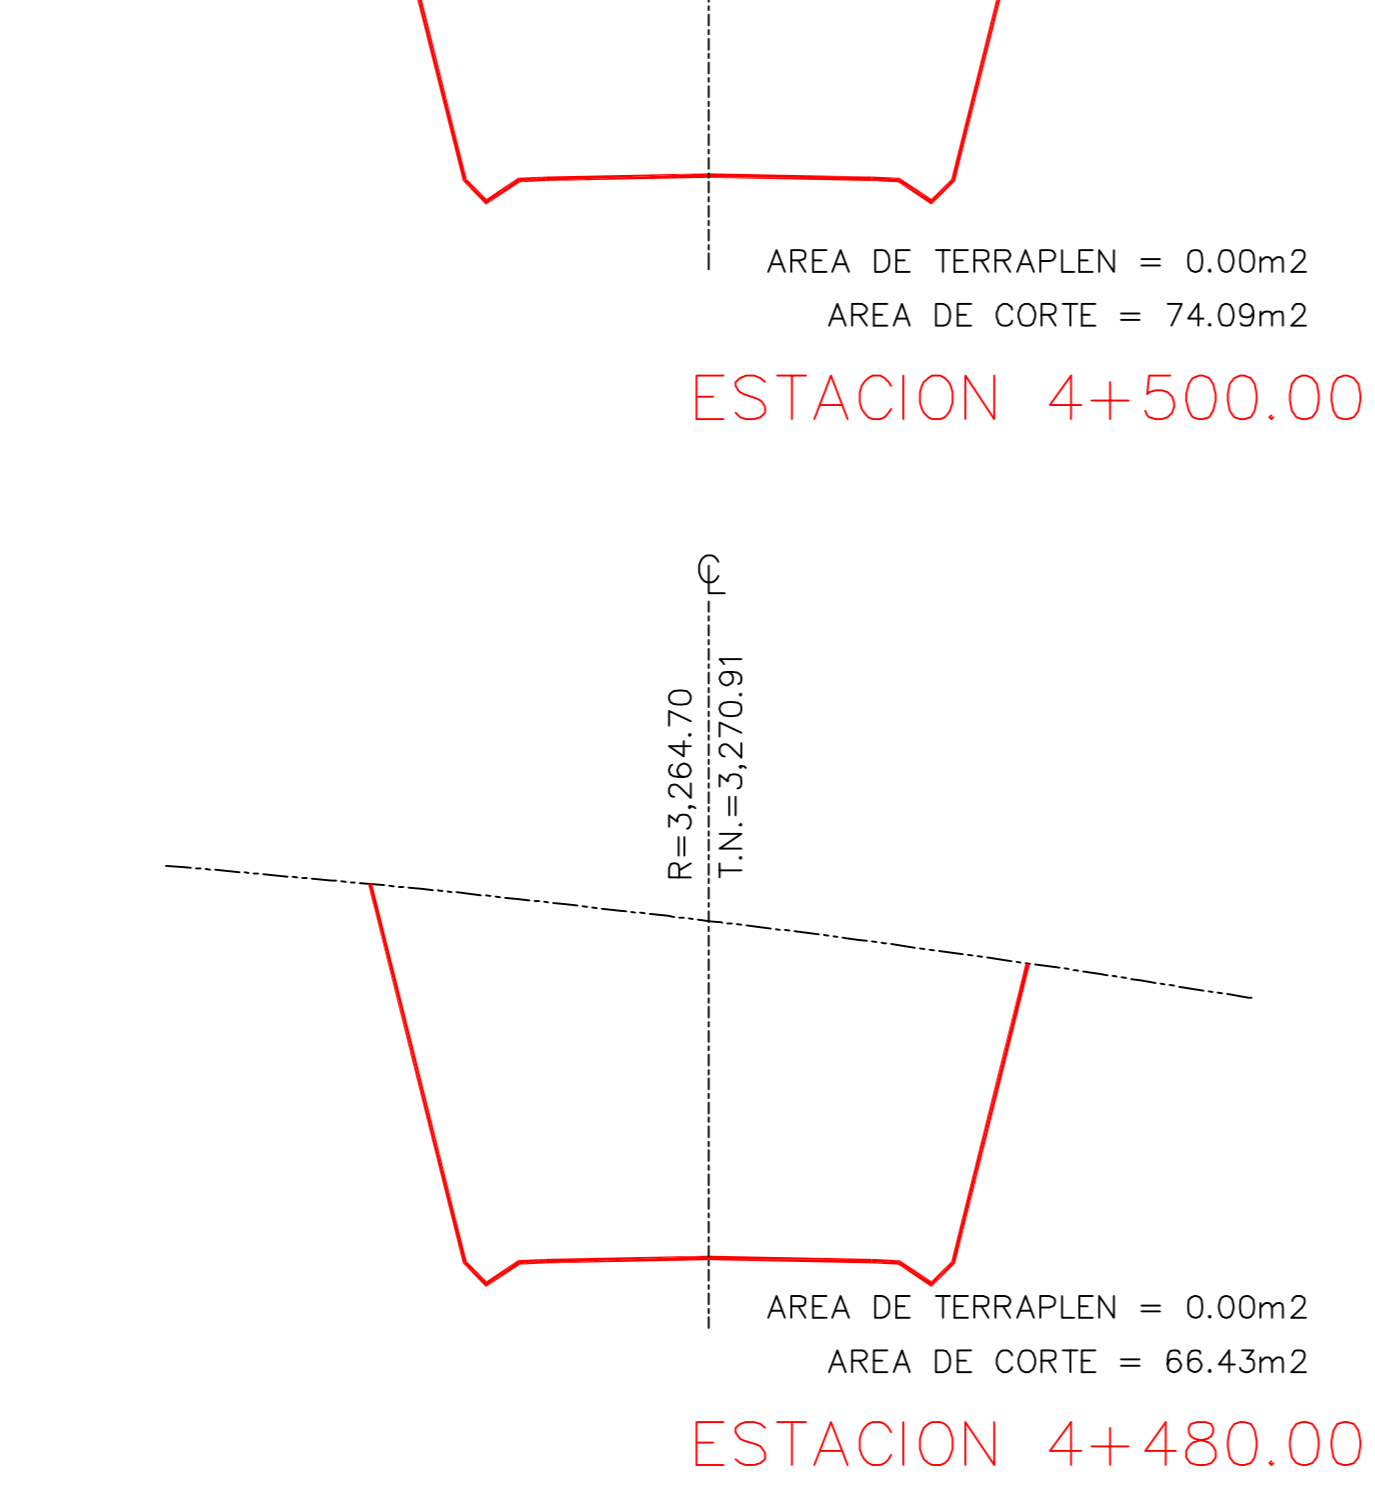 AREA DE TERRAPLEN = 0.00m2
AREA DE CORTE = 74.09m2
ESTACION 4+500.00
℄
R=3,264.70
T.N.=3,270.91
AREA DE TERRAPLEN = 0.00m2
AREA DE CORTE = 66.43m2
ESTACION 4+480.00